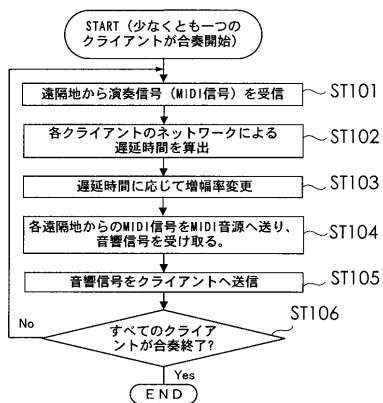 START（少なくとも一つの
クライアントが合奏開始）
遠隔地から演奏信号（MIDI信号）を受信
ST101
各クライアントのネットワークによる
遅延時間を算出
ST102
遅延時間に応じて増幅率変更
ST103
各遠隔地からのMIDI信号をMIDI音源へ送り、
音響信号を受け取る。
ST104
音響信号をクライアントへ送信
ST105
すべてのクライア
ントが合奏終了?
ST106
No
Yes
END